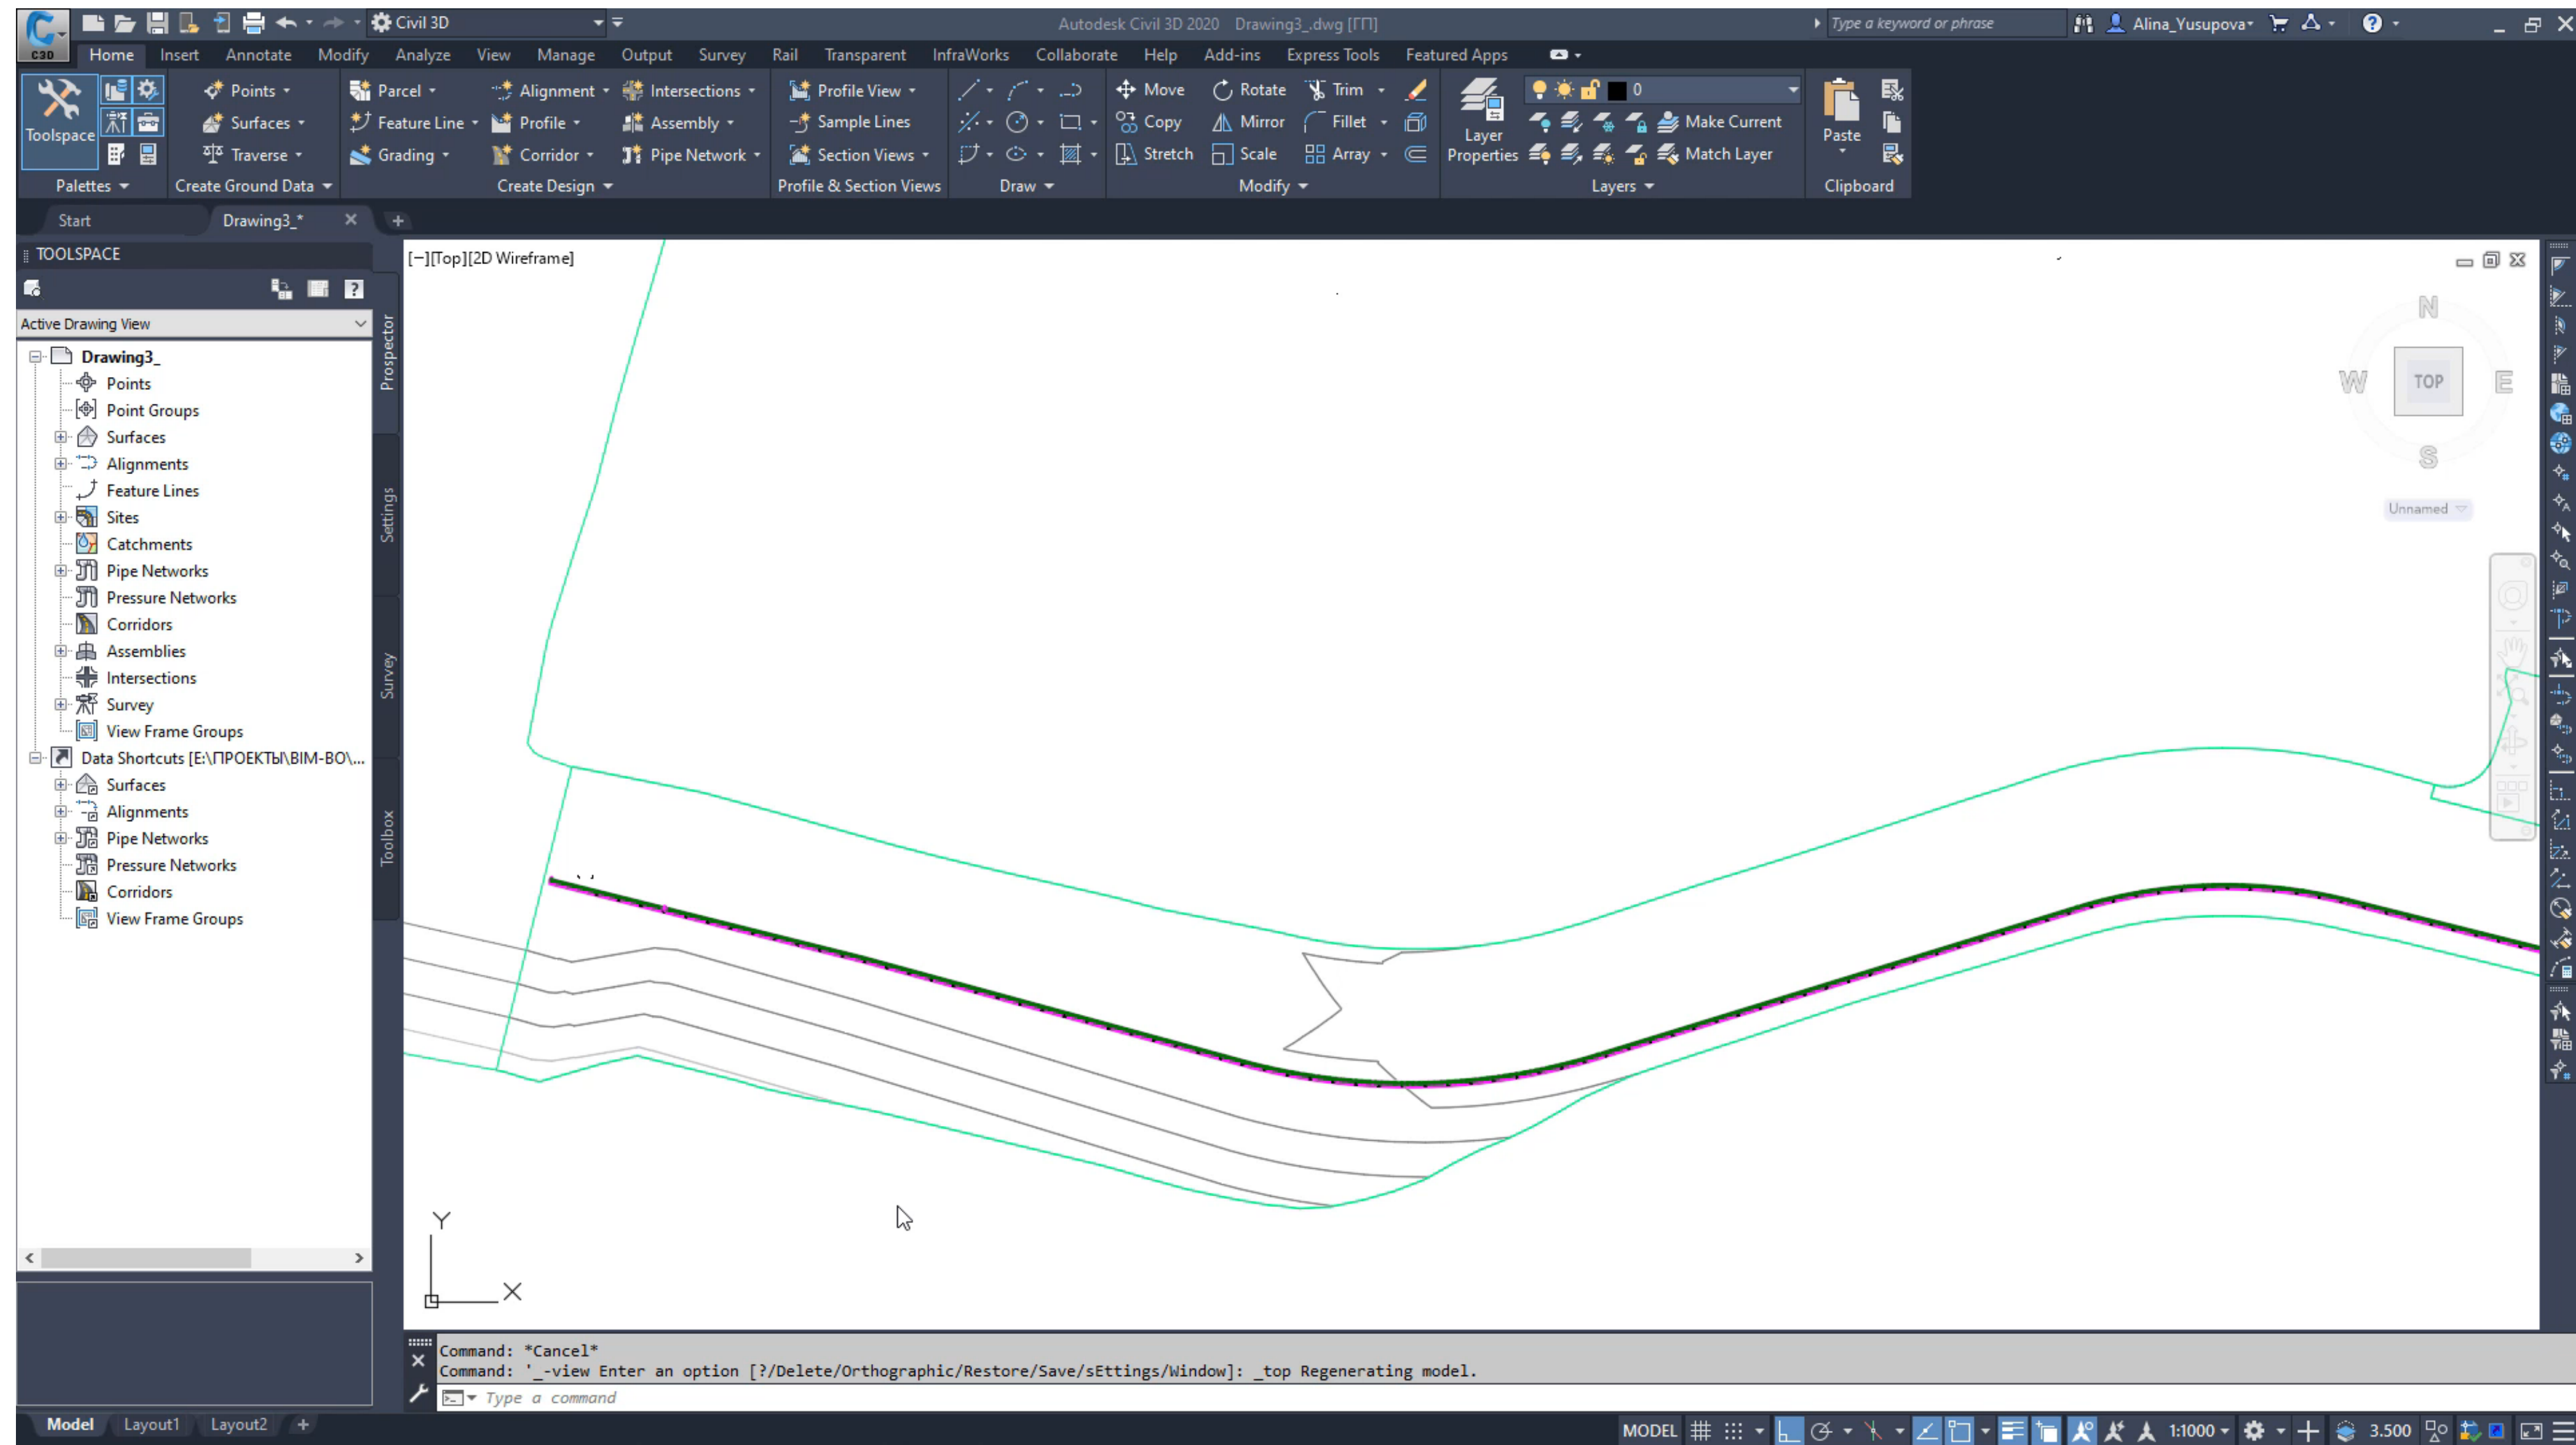 Civil 3D
Autodesk Civil 3D 2020 Drawing3_.dwg [ГП]
Type a keyword or phrase
Alina_Yusupova
C3D
Home Insert Annotate Modify Analyze View Manage Output Survey Rail Transparent InfraWorks Collaborate Help Add-ins Express Tools Featured Apps
Points Parcel Alignment Intersections Profile View Move Rotate Trim 0
Toolspace Surfaces Feature Line Profile Assembly Sample Lines Copy Mirror Fillet Layer Properties Make Current Paste
Traverse Grading Corridor Pipe Network Section Views Stretch Scale Array Match Layer
Palettes Create Ground Data Create Design Profile & Section Views Draw Modify Layers Clipboard
Start Drawing3_*
TOOLSPACE
Active Drawing View
Drawing3_
Points
Point Groups
Surfaces
Alignments
Feature Lines
Sites
Catchments
Pipe Networks
Pressure Networks
Corridors
Assemblies
Intersections
Survey
View Frame Groups
Data Shortcuts [E:\ПРОЕКТЫ\BIM-BO\...
Surfaces
Alignments
Pipe Networks
Pressure Networks
Corridors
View Frame Groups
Prospector
Settings
Survey
Toolbox
[−][Top][2D Wireframe]
N
W TOP E
S
Unnamed
Y
X
Command: *Cancel*
Command: '_-view Enter an option [?/Delete/Orthographic/Restore/Save/sEttings/Window]: _top Regenerating model.
Type a command
Model Layout1 Layout2
MODEL 1:1000 3.500